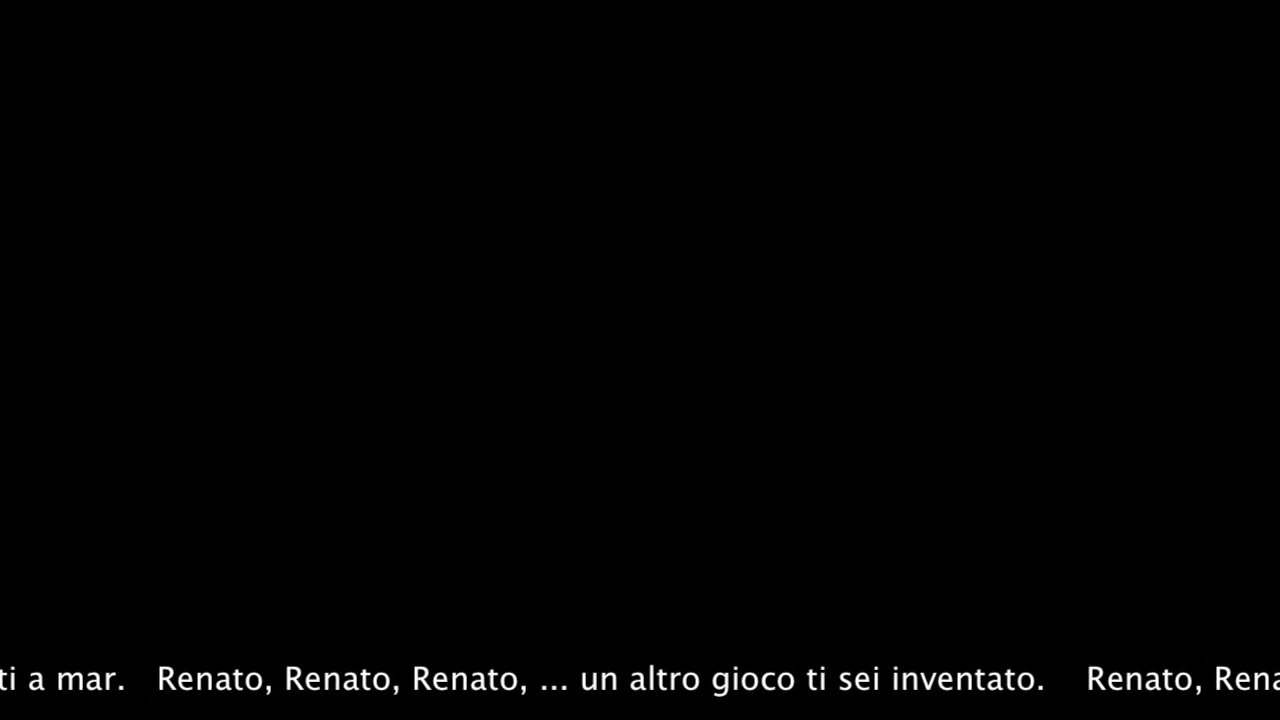 ti a mar. Renato, Renato, Renato, ... un altro gioco ti sei inventato. Renato, Rena